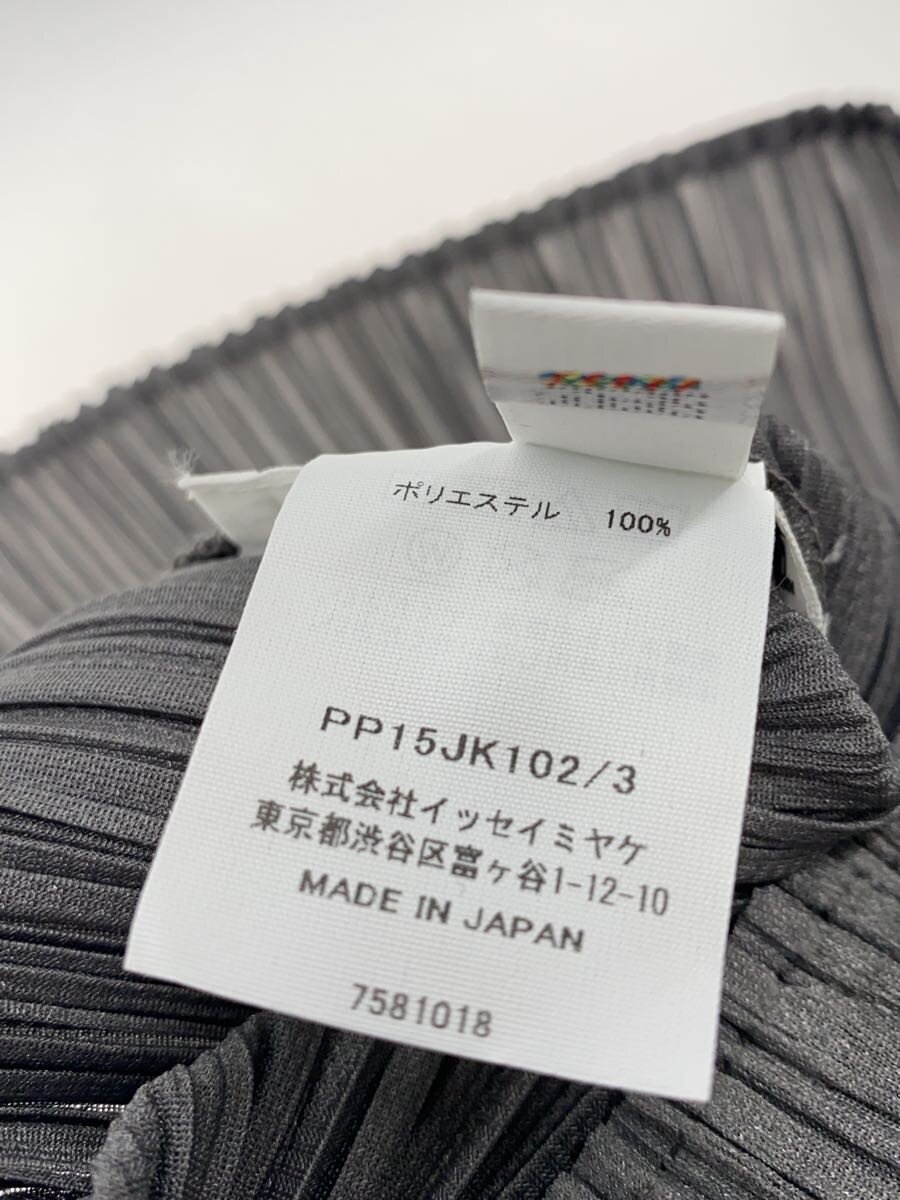 ポリエステル 100%
PP15JK102/3
株式会社イッセイミヤケ
東京都渋谷区富ヶ谷1-12-10
MADE IN JAPAN
7581018